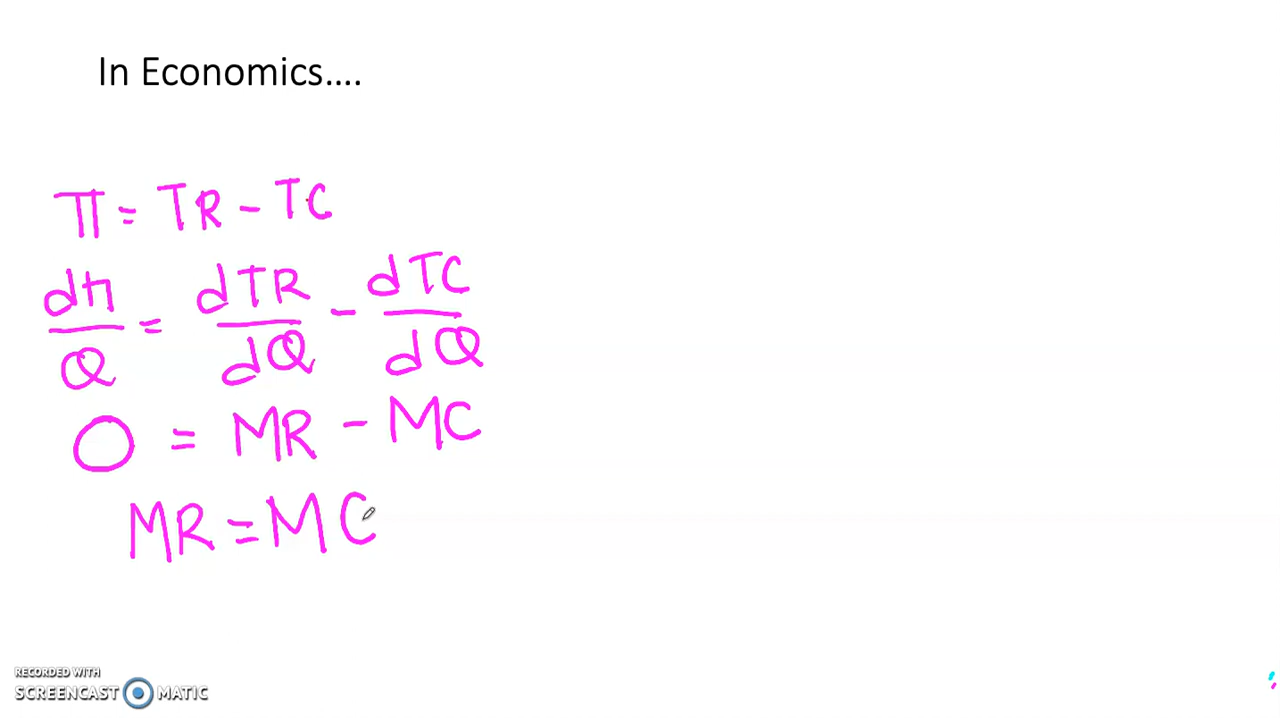 In Economics....
π = TR - TC
dπ/Q = dTR/dQ - dTC/dQ
0 = MR - MC
MR = MC
RECORDED WITH
SCREENCAST MATIC